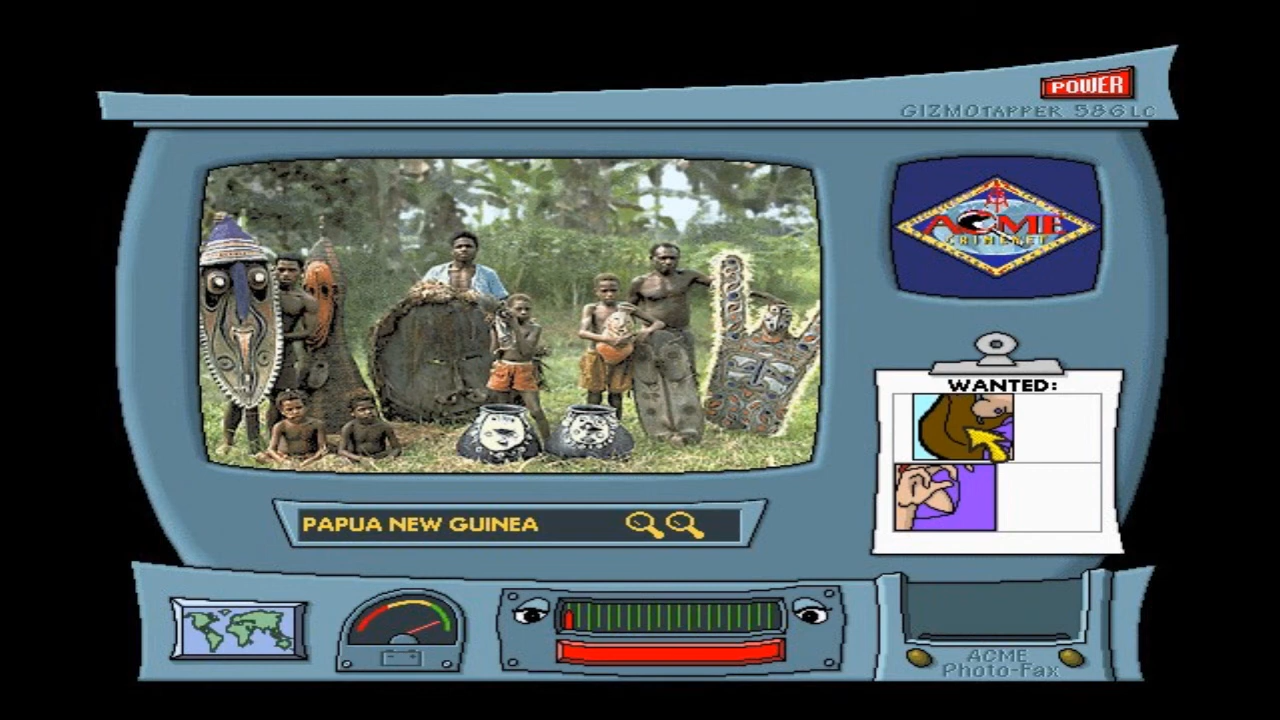 POWER
GIZMOTAPPER 586LC
ACME
CRIMENET
WANTED:
PAPUA NEW GUINEA
ACME
Photo-Fax